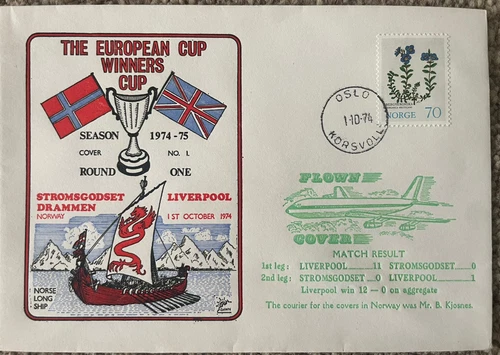 THE EUROPEAN CUP
WINNERS
CUP
SEASON 1974-75
COVER NO. 1.
ROUND ONE
STROMSGODSET LIVERPOOL
DRAMMEN
NORWAY 1ST OCTOBER 1974
NORSE
LONG
SHIP
OSLO
1-10-74
KORSVOLL
NORGE 70
FLOWN
COVER
MATCH RESULT
1st leg: LIVERPOOL 11 STROMSGODSET 0
2nd leg: STROMSGODSET 0 LIVERPOOL 1
Liverpool win 12—0 on aggregate
The courier for the covers in Norway was Mr. B. Kjosnes.